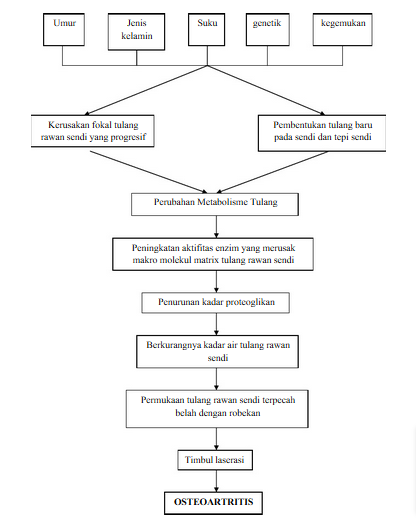 Umur
Jenis
kelamin
Suku
genetik
kegemukan
Kerusakan fokal tulang
rawan sendi yang progresif
Pembentukan tulang baru
pada sendi dan tepi sendi
Perubahan Metabolisme Tulang
Peningkatan aktifitas enzim yang merusak
makro molekul matrix tulang rawan sendi
Penurunan kadar proteoglikan
Berkurangnya kadar air tulang rawan
sendi
Permukaan tulang rawan sendi terpecah
belah dengan robekan
Timbul laserasi
OSTEOARTRITIS